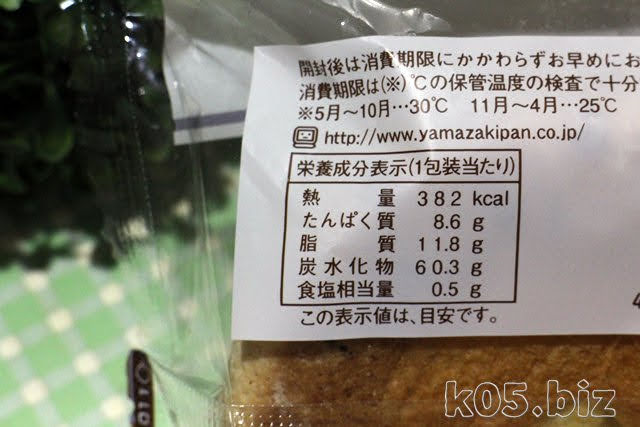 開封後は消費期限にかかわらずお早めにお
消費期限は(※)℃の保管温度の検査で十分
※5月～10月…30℃ 11月～4月…25℃
http://www.yamazakipan.co.jp/
栄養成分表示(1包装当たり)
熱量 382 kcal
たんぱく質 8.6 g
脂質 11.8 g
炭水化物 60.3 g
食塩相当量 0.5 g
この表示値は、目安です。
k05.biz